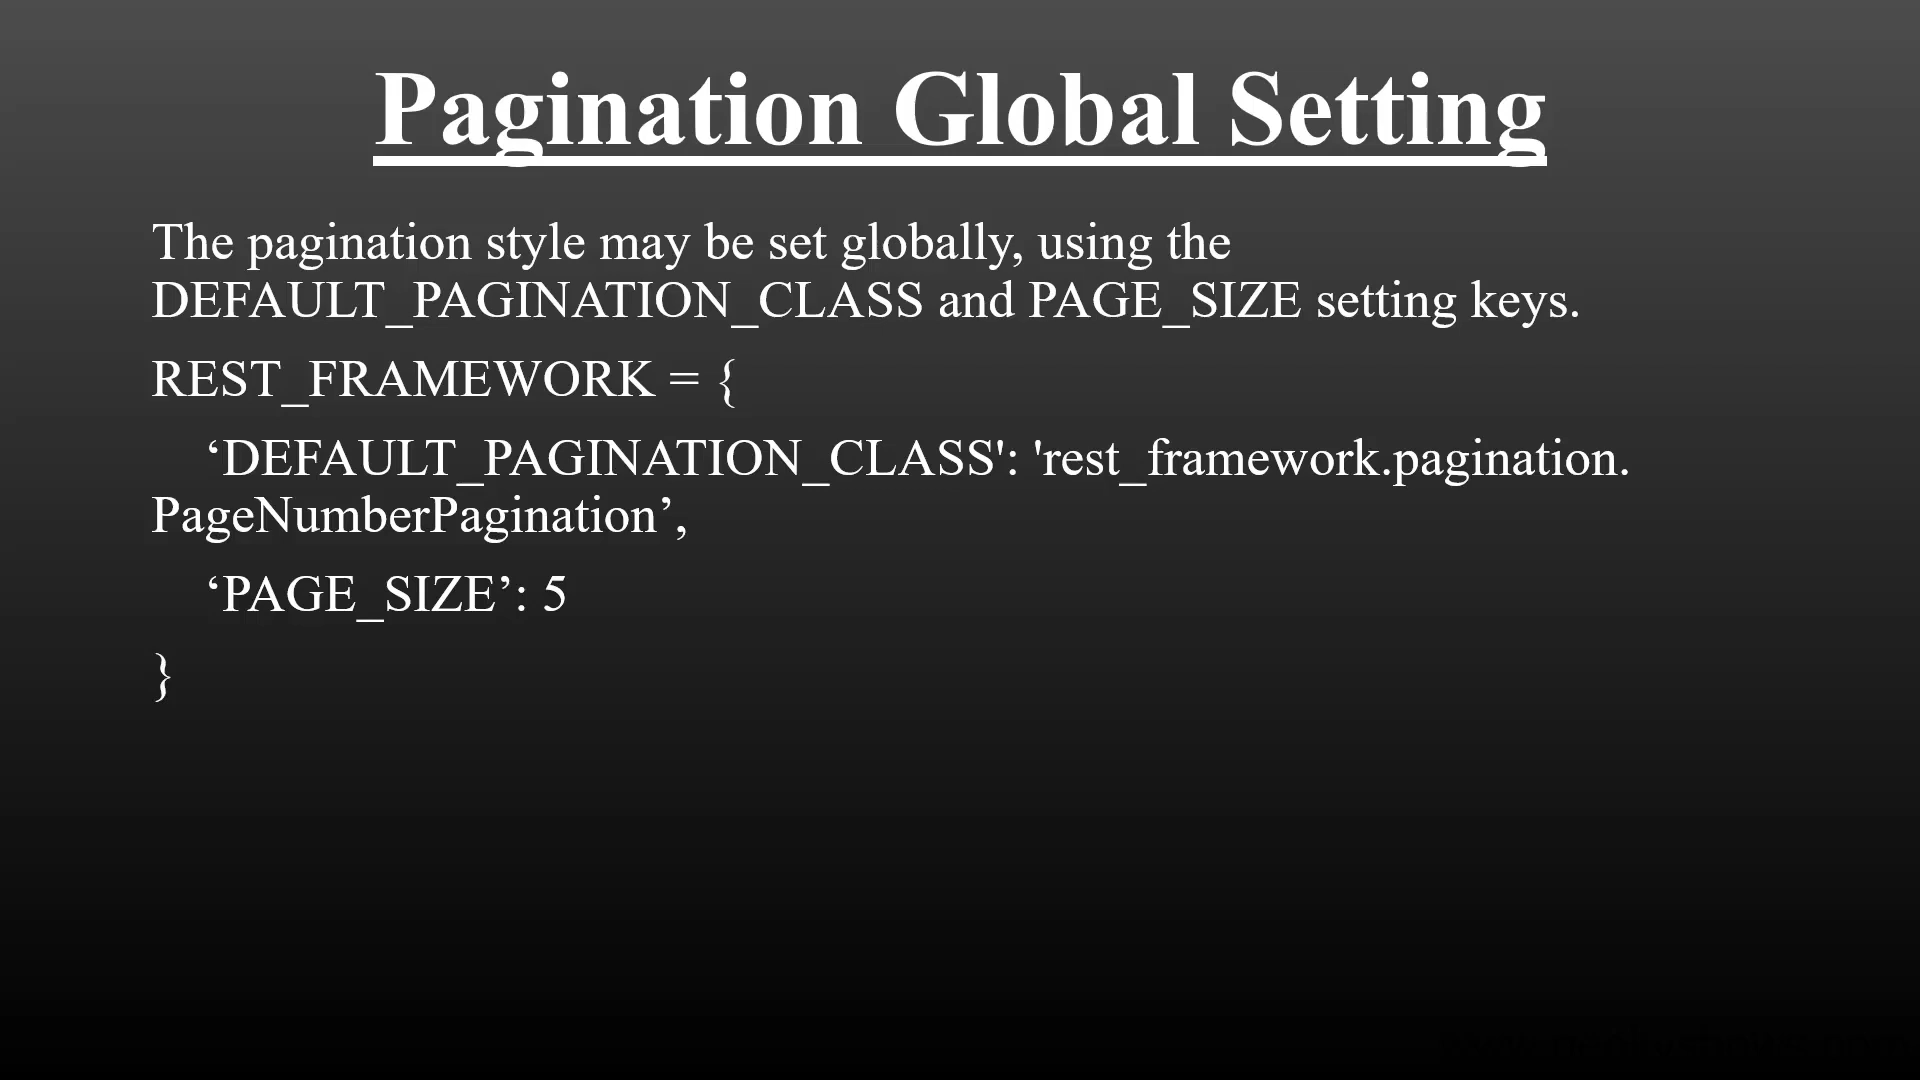 Pagination Global Setting
The pagination style may be set globally, using the
DEFAULT_PAGINATION_CLASS and PAGE_SIZE setting keys.
REST_FRAMEWORK = {
‘DEFAULT_PAGINATION_CLASS': 'rest_framework.pagination.
PageNumberPagination’,
‘PAGE_SIZE’: 5
}